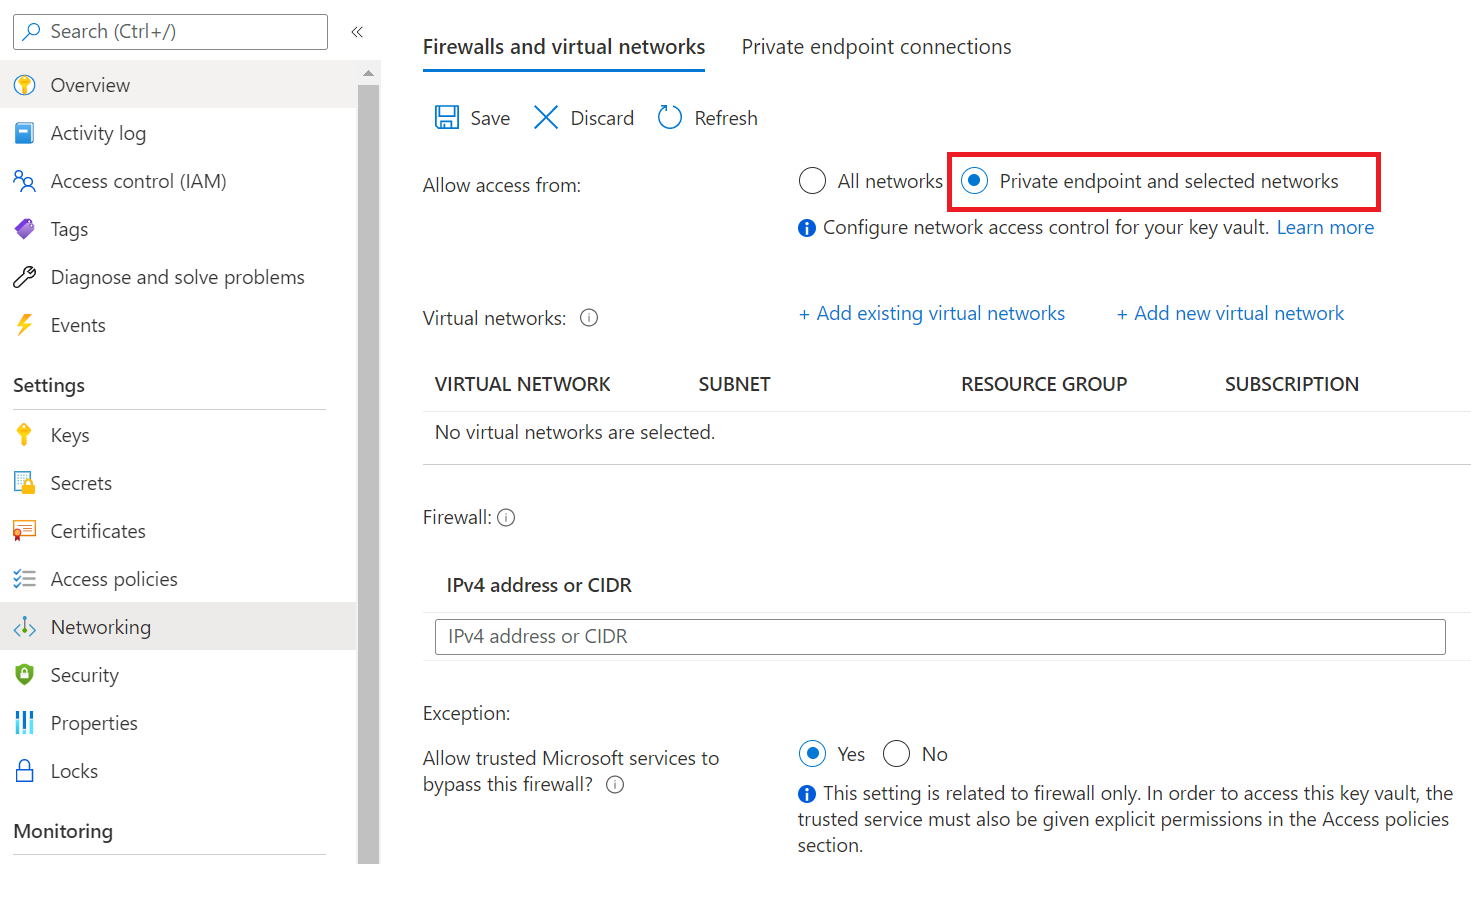 Search (Ctrl+/)
«
Overview
Activity log
Access control (IAM)
Tags
Diagnose and solve problems
Events
Settings
Keys
Secrets
Certificates
Access policies
Networking
Security
Properties
Locks
Monitoring
Firewalls and virtual networks
Private endpoint connections
Save
Discard
Refresh
Allow access from:
All networks
Private endpoint and selected networks
Configure network access control for your key vault. Learn more
Virtual networks:
+ Add existing virtual networks
+ Add new virtual network
VIRTUAL NETWORK
SUBNET
RESOURCE GROUP
SUBSCRIPTION
No virtual networks are selected.
Firewall:
IPv4 address or CIDR
IPv4 address or CIDR
Exception:
Allow trusted Microsoft services to
bypass this firewall?
Yes
No
This setting is related to firewall only. In order to access this key vault, the
trusted service must also be given explicit permissions in the Access policies
section.